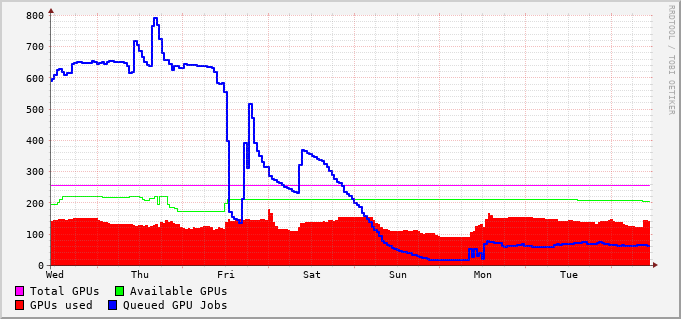 800
700
600
500
400
300
200
100
0
Wed Thu Fri Sat Sun Mon Tue
Total GPUs Available GPUs
GPUs used Queued GPU Jobs
RRDTOOL / TOBI OETIKER